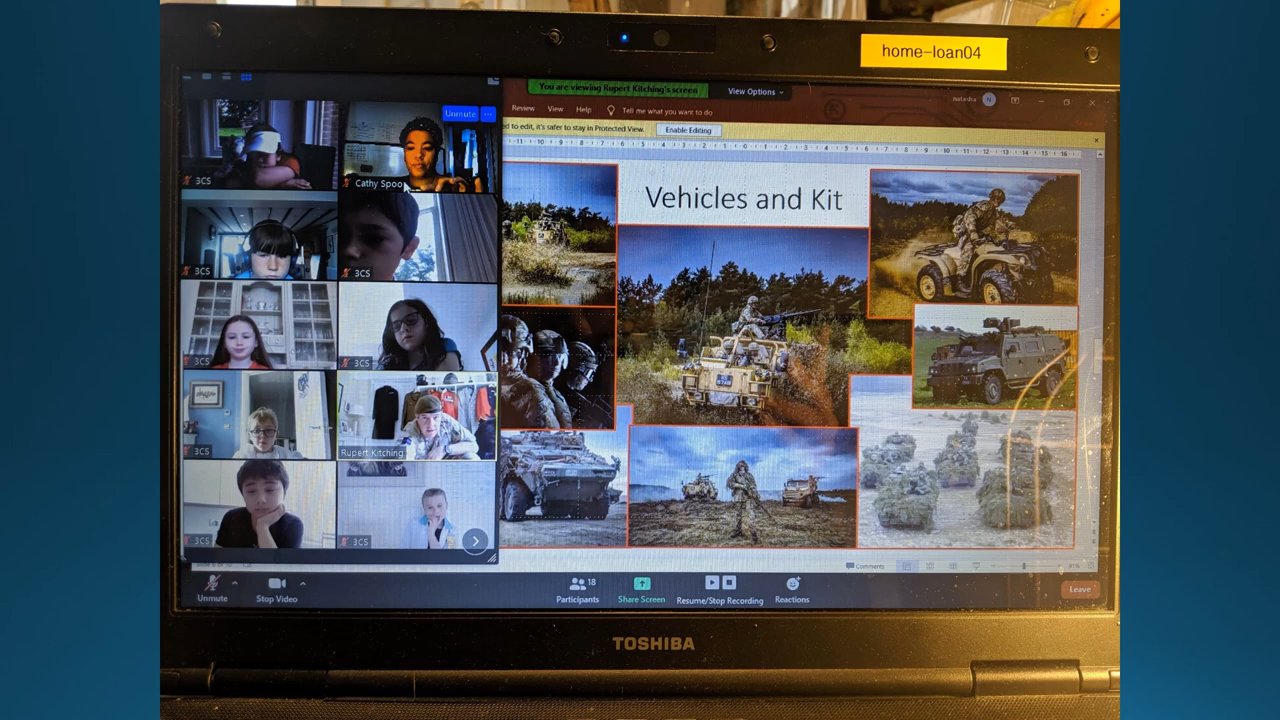 home-loan04
You are viewing Rupert Kitching's screen
View Options
Review View Help Tell me what you want to do
Natasha N
d to edit, it's safer to stay in Protected View.
Enable Editing
Unmute
3CS
Cathy Spoo
3CS
3CS
3CS
3CS
3CS
Rupert Kitching
3CS
3CS
Vehicles and Kit
Comments
81%
Unmute
Stop Video
Participants
18
Share Screen
Resume/Stop Recording
Reactions
Leave
TOSHIBA